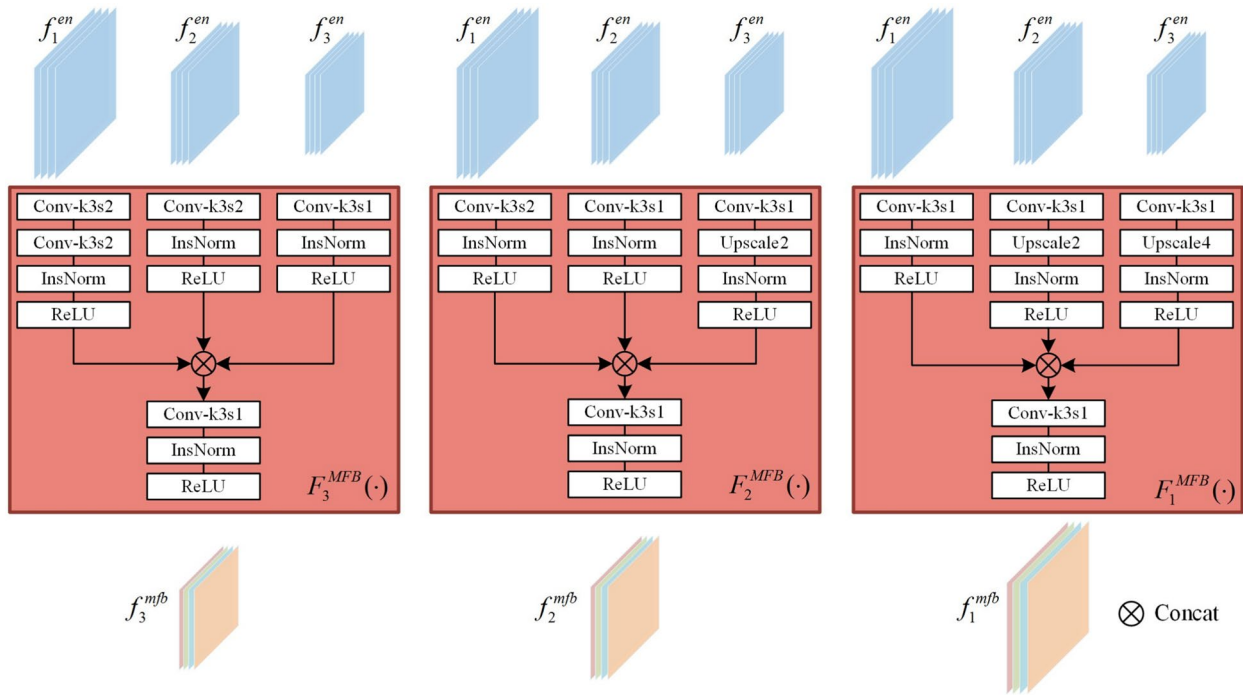 f_1^{en} f_2^{en} f_3^{en} f_1^{en} f_2^{en} f_3^{en} f_1^{en} f_2^{en} f_3^{en}
Conv-k3s2 Conv-k3s2 Conv-k3s1
Conv-k3s2 InsNorm InsNorm
InsNorm ReLU ReLU
ReLU
Conv-k3s1
InsNorm
ReLU
F_3^{MFB}(·)
Conv-k3s2 Conv-k3s1 Conv-k3s1
InsNorm InsNorm Upscale2
ReLU ReLU InsNorm
ReLU
Conv-k3s1
InsNorm
ReLU
F_2^{MFB}(·)
Conv-k3s1 Conv-k3s1 Conv-k3s1
InsNorm Upscale2 Upscale4
ReLU InsNorm InsNorm
ReLU ReLU
Conv-k3s1
InsNorm
ReLU
F_1^{MFB}(·)
f_3^{mfb} f_2^{mfb} f_1^{mfb} ⊗ Concat